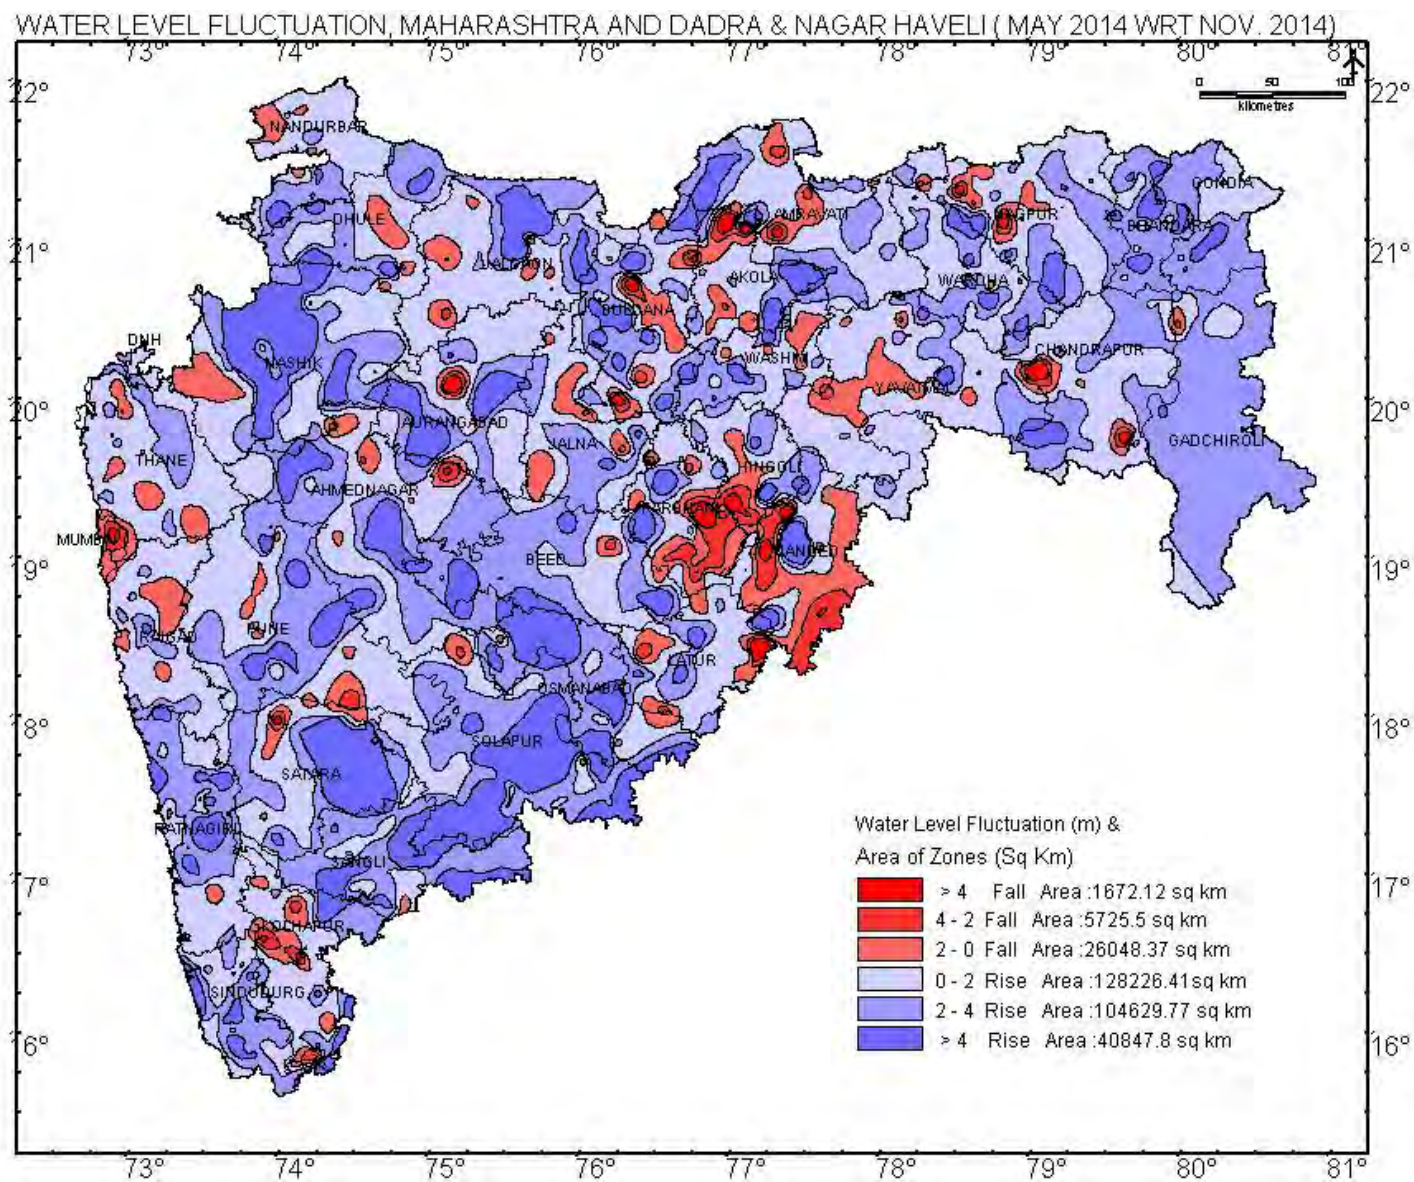 WATER LEVEL FLUCTUATION, MAHARASHTRA AND DADRA & NAGAR HAVELI ( MAY 2014 WRT NOV. 2014)
73° 74° 75° 76° 77° 78° 79° 80° 81°
0 50 100
kilometres
22° 22°
NANDURBAR
GONDIA
DHULE
AMRAVATI
NAGPUR
BHANDARA
21° 21°
JALGAON
AKOLA
WARDHA
BULDANA
DNH
NASHIK
WASHIM
CHANDRAPUR
YAVATMAL
20° 20°
AURANGABAD
JALNA
GADCHIROLI
THANE
HINGOLI
AHMEDNAGAR
PARBHANI
MUMBAI
BEED
NANDED
19° 19°
RAIGAD
PUNE
LATUR
OSMANABAD
18° 18°
SOLAPUR
SATARA
RATNAGIRI
SANGLI
Water Level Fluctuation (m) &
Area of Zones (Sq Km)
17° 17°
> 4 Fall Area :1672.12 sq km
4 - 2 Fall Area :5725.5 sq km
KOLHAPUR
2 - 0 Fall Area :26048.37 sq km
0 - 2 Rise Area :128226.41sq km
2 - 4 Rise Area :104629.77 sq km
> 4 Rise Area :40847.8 sq km
16° 16°
73° 74° 75° 76° 77° 78° 79° 80° 81°